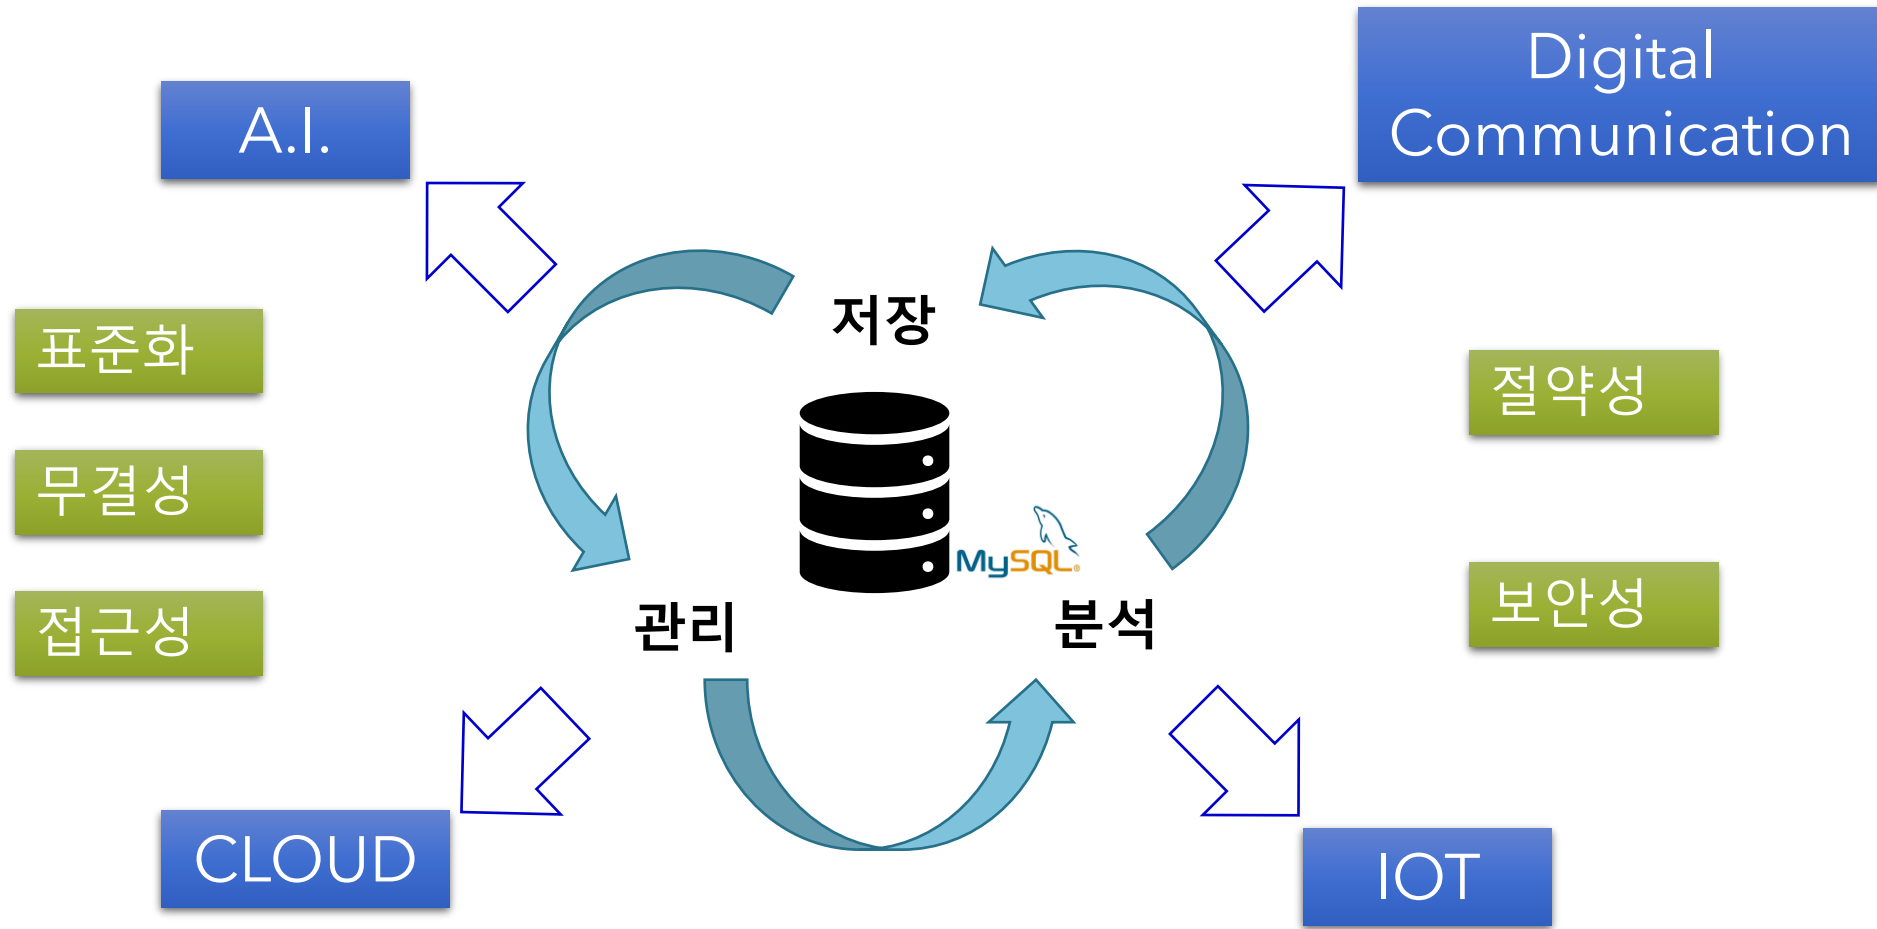 A.I.
Digital
Communication
저장
표준화
무결성
접근성
절약성
보안성
MySQL®
관리
분석
CLOUD
IOT